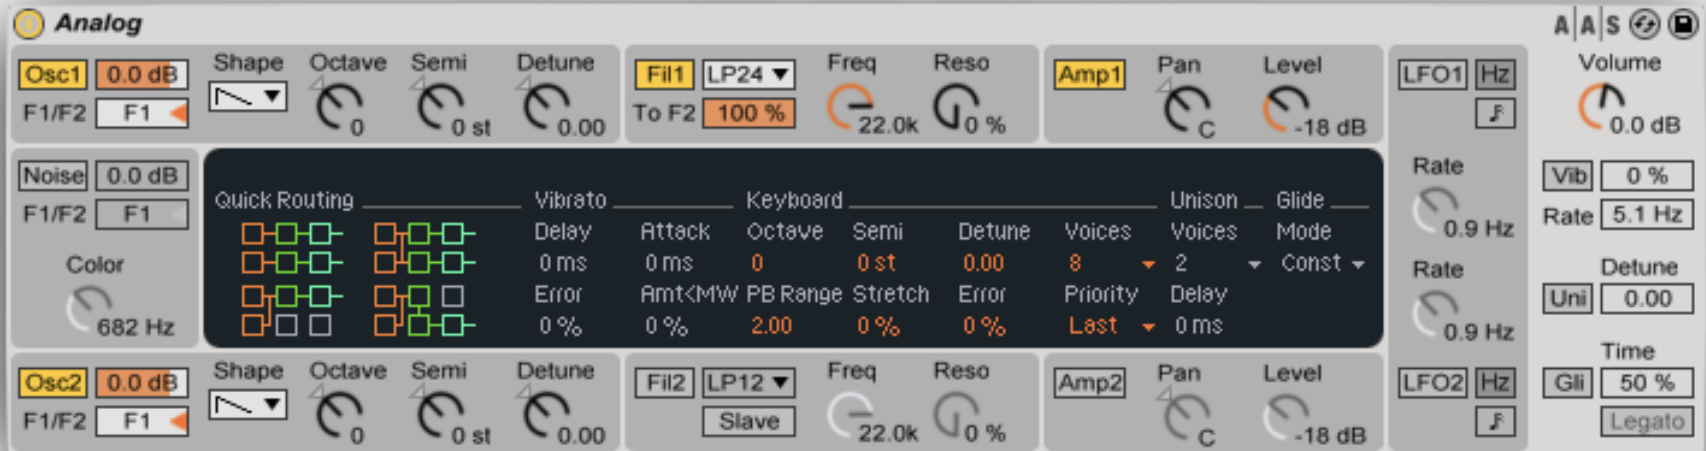 Analog A|A|S
Osc1 0.0 dB Shape Octave Semi Detune Fil1 LP24 Freq Reso Amp1 Pan Level LFO1 Hz Volume
F1/F2 F1 0 0 st 0.00 To F2 100 % 22.0k 0 % C -18 dB 0.0 dB
Noise 0.0 dB Rate Vib 0 %
F1/F2 F1 0.9 Hz Rate 5.1 Hz
Color Rate Detune
682 Hz 0.9 Hz Uni 0.00
Quick Routing Vibrato Keyboard Unison Glide
Delay Attack Octave Semi Detune Voices Voices Mode
0 ms 0 ms 0 0 st 0.00 8 2 Const
Error Amt<MW PB Range Stretch Error Priority Delay
0 % 0 % 2.00 0 % 0 % Last 0 ms
Time
Osc2 0.0 dB Shape Octave Semi Detune Fil2 LP12 Freq Reso Amp2 Pan Level LFO2 Hz Gli 50 %
F1/F2 F1 0 0 st 0.00 Slave 22.0k 0 % C -18 dB Legato